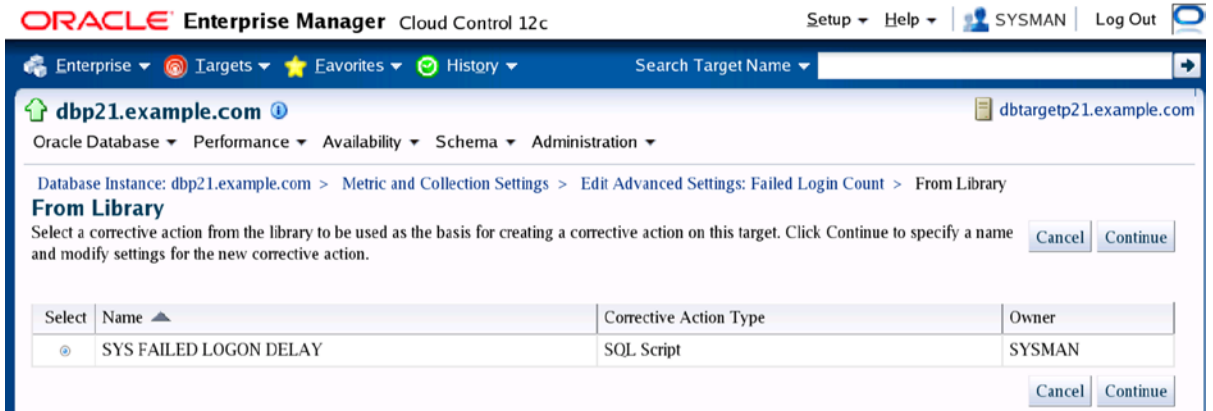 ORACLE Enterprise Manager Cloud Control 12c
Setup Help SYSMAN Log Out
Enterprise Targets Favorites History Search Target Name
dbp21.example.com
dbtargetp21.example.com
Oracle Database Performance Availability Schema Administration
Database Instance: dbp21.example.com > Metric and Collection Settings > Edit Advanced Settings: Failed Login Count > From Library
From Library
Select a corrective action from the library to be used as the basis for creating a corrective action on this target. Click Continue to specify a name
and modify settings for the new corrective action.
Cancel Continue
Select Name Corrective Action Type Owner
SYS FAILED LOGON DELAY SQL Script SYSMAN
Cancel Continue